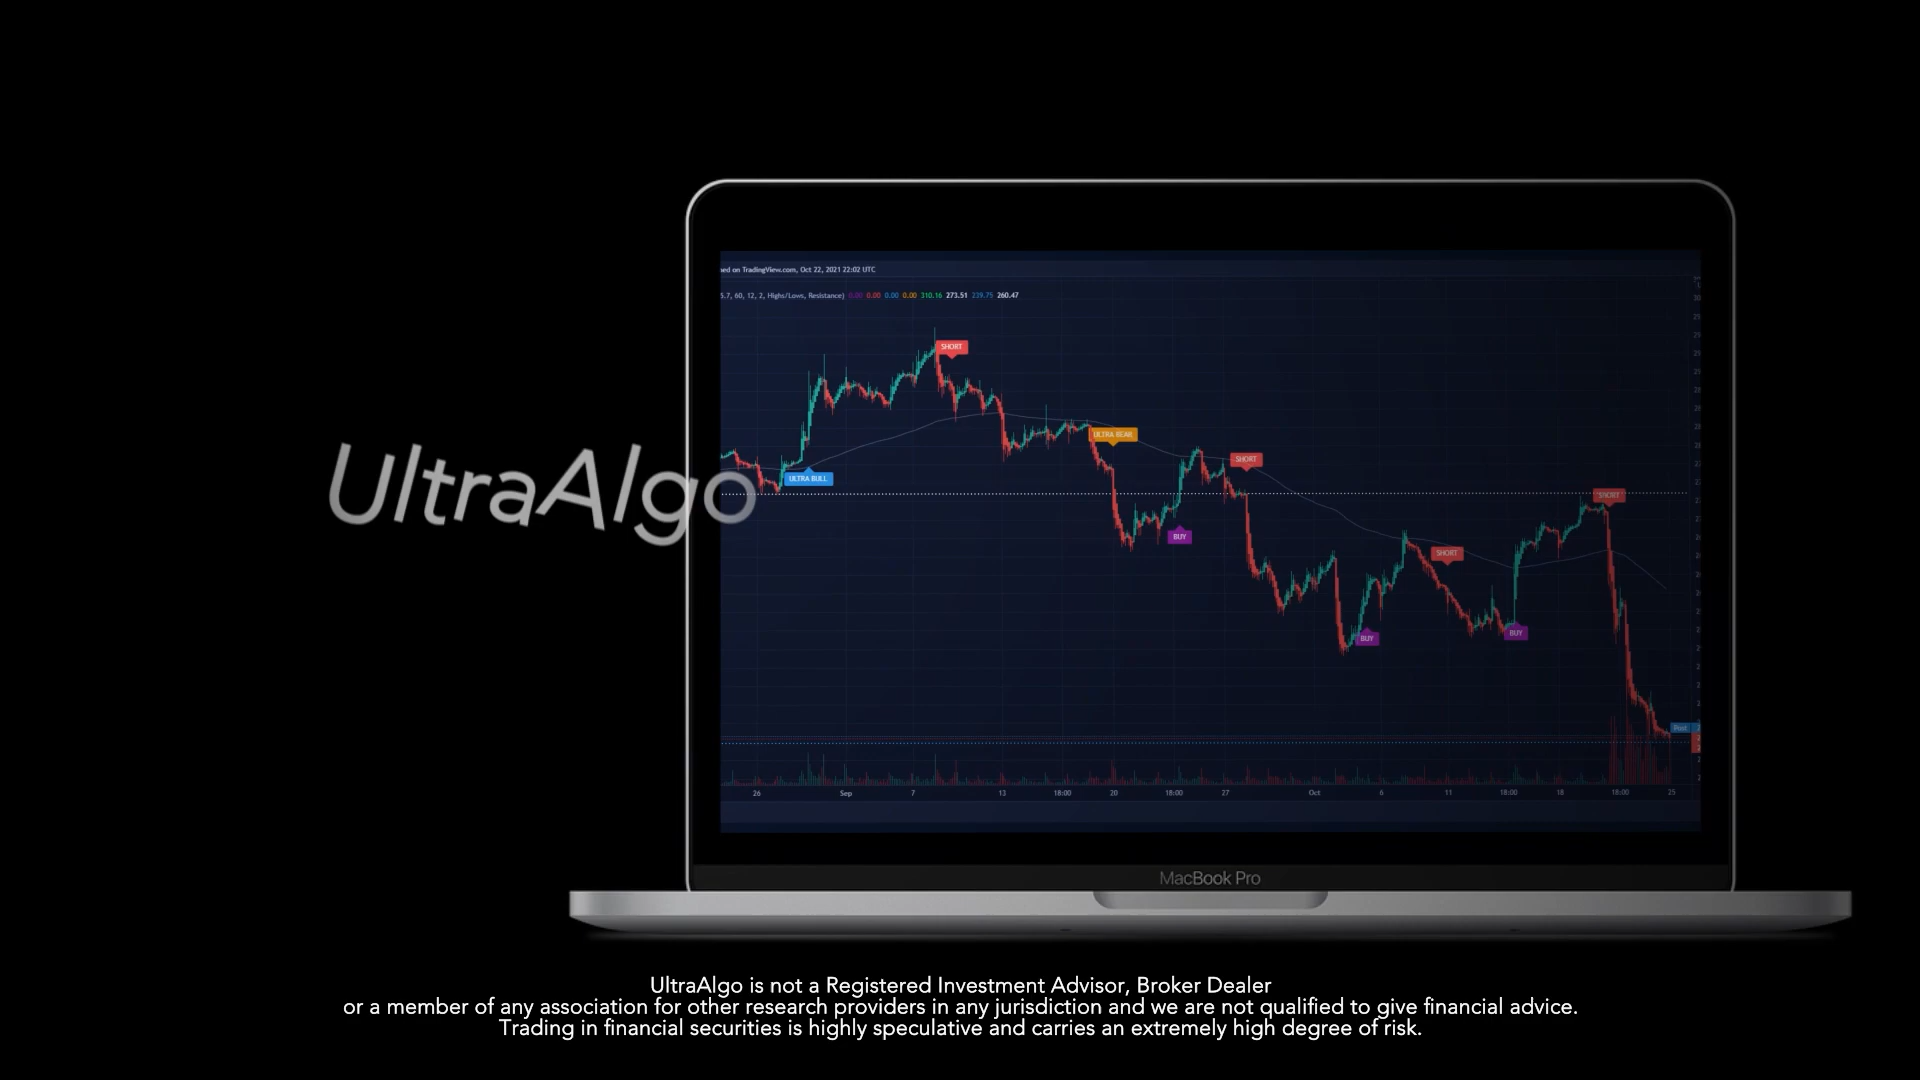 ed on TradingView.com, Oct 22, 2021 22:02 UTC
5.7, 60, 12, 2, Highs/Lows, Resistance) 0.00 0.00 0.00 0.00 310.16 273.51 239.75 260.47
SHORT
ULTRA BEAR
SHORT
UltraAlgo
ULTRA BULL
SHORT
BUY
SHORT
BUY
BUY
Post
26 Sep 7 13 18:00 20 18:00 27 Oct 6 11 18:00 18 18:00 25
MacBook Pro
UltraAlgo is not a Registered Investment Advisor, Broker Dealer
or a member of any association for other research providers in any jurisdiction and we are not qualified to give financial advice.
Trading in financial securities is highly speculative and carries an extremely high degree of risk.